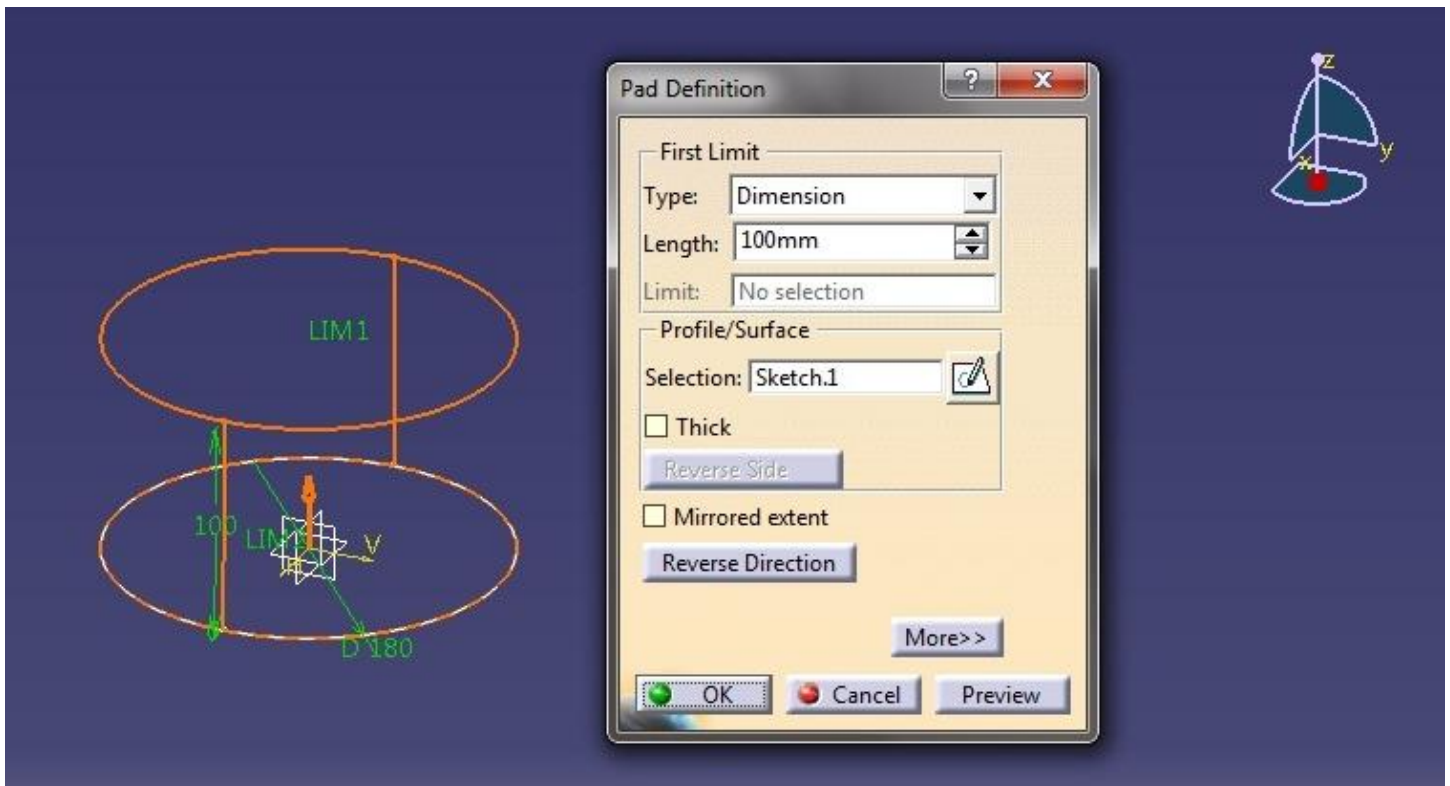 Pad Definition
?
X
z
y
x
First Limit
Type: Dimension
Length: 100mm
Limit: No selection
Profile/Surface
Selection: Sketch.1
Thick
Reverse Side
Mirrored extent
Reverse Direction
More>>
OK Cancel Preview
LIM1
100
V
D 180